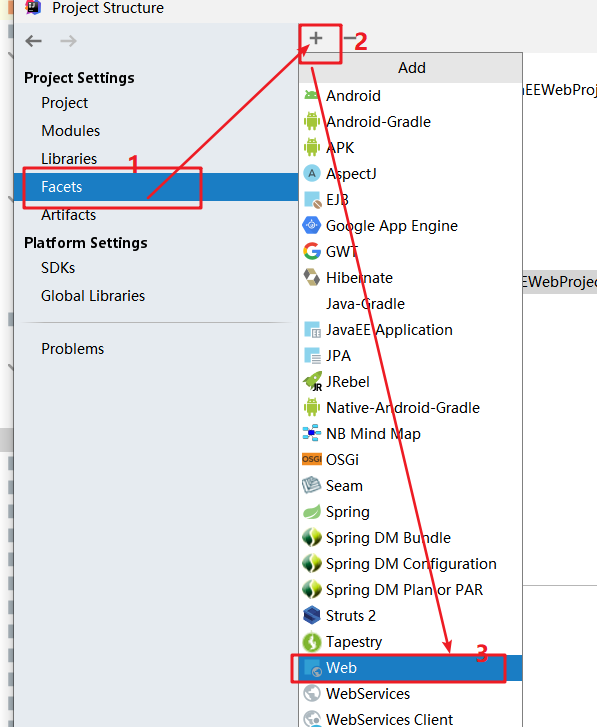 Project Structure
2
Add
Project Settings
Project
Modules
Libraries
1
Facets
Artifacts
Platform Settings
SDKs
Global Libraries
Problems
Android
Android-Gradle
APK
AspectJ
EJB
Google App Engine
GWT
Hibernate
Java-Gradle
JavaEE Application
JPA
JRebel
Native-Android-Gradle
NB Mind Map
OSGi
Seam
Spring
Spring DM Bundle
Spring DM Configuration
Spring DM Plan or PAR
Struts 2
Tapestry
3
Web
WebServices
WebServices Client
EEWebProj
EWebProjec